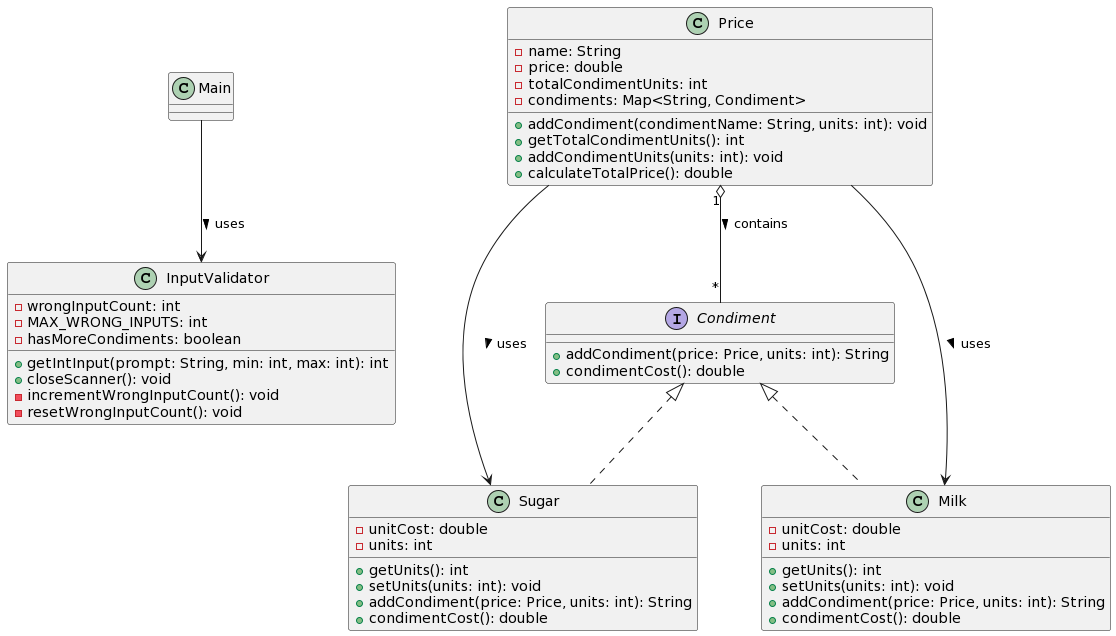 C Price
name: String
price: double
totalCondimentUnits: int
condiments: Map<String, Condiment>
addCondiment(condimentName: String, units: int): void
getTotalCondimentUnits(): int
addCondimentUnits(units: int): void
calculateTotalPrice(): double
C Main
1
uses
contains
C InputValidator
wrongInputCount: int
MAX_WRONG_INPUTS: int
hasMoreCondiments: boolean
getIntInput(prompt: String, min: int, max: int): int
closeScanner(): void
incrementWrongInputCount(): void
resetWrongInputCount(): void
*
I Condiment
addCondiment(price: Price, units: int): String
condimentCost(): double
uses
uses
C Sugar
unitCost: double
units: int
getUnits(): int
setUnits(units: int): void
addCondiment(price: Price, units: int): String
condimentCost(): double
C Milk
unitCost: double
units: int
getUnits(): int
setUnits(units: int): void
addCondiment(price: Price, units: int): String
condimentCost(): double